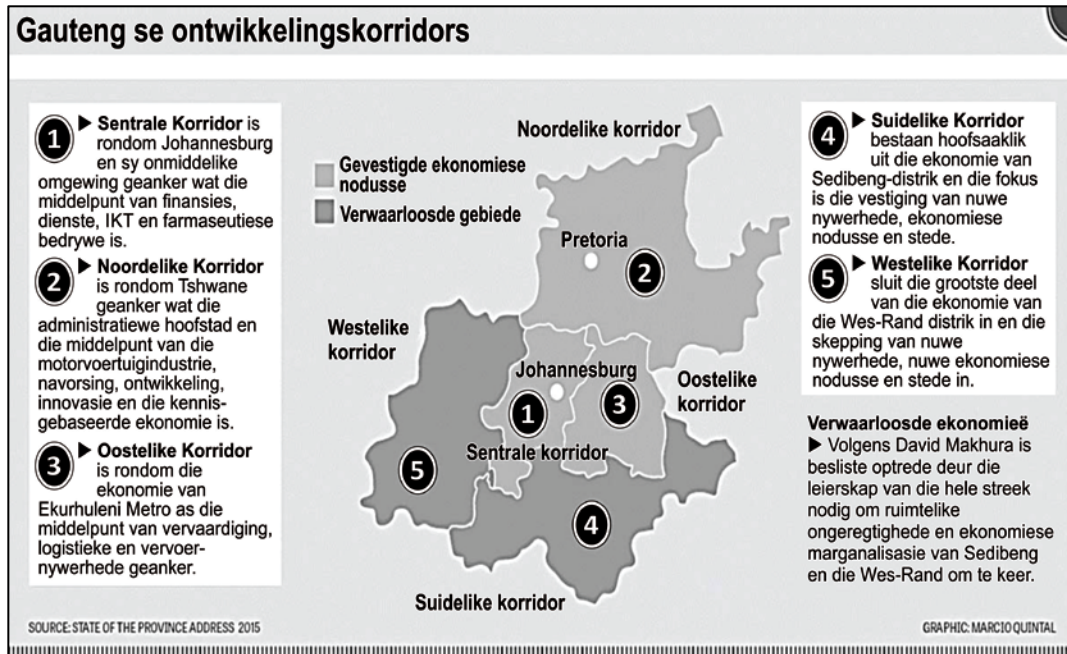 Gauteng se ontwikkelingskorridors
1 ▶ Sentrale Korridor is
rondom Johannesburg
en sy onmiddelike
omgewing geanker wat die
middelpunt van finansies,
dienste, IKT en farmaseutiese
bedrywe is.
2 ▶ Noordelike Korridor
is rondom Tshwane
geanker wat die
administratiewe hoofstad en
die middelpunt van die
motorvoertuigindustrie,
navorsing, ontwikkeling,
innovasie en die kennis-
gebaseerde ekonomie is.
3 ▶ Oostelike Korridor
is rondom die
ekonomie van
Ekurhuleni Metro as die
middelpunt van vervaardiging,
logistieke en vervoer-
nywerhede geanker.
Gevestigde ekonomiese
nodusse
Verwaarloosde gebiede
Noordelike korridor
Pretoria
2
Westelike
korridor
Johannesburg
Oostelike
korridor
1
3
Sentrale korridor
5
4
Suidelike korridor
4 ▶ Suidelike Korridor
bestaan hoofsaaklik
uit die ekonomie van
Sedibeng-distrik en die fokus
is die vestiging van nuwe
nywerhede, ekonomiese
nodusse en stede.
5 ▶ Westelike Korridor
sluit die grootste deel
van die ekonomie van
die Wes-Rand distrik in en die
skepping van nuwe
nywerhede, nuwe ekonomiese
nodusse en stede in.
Verwaarloosde ekonomieë
▶ Volgens David Makhura is
besliste optrede deur die
leierskap van die hele streek
nodig om ruimtelike
ongeregtighede en ekonomiese
marganalisasie van Sedibeng
en die Wes-Rand om te keer.
SOURCE: STATE OF THE PROVINCE ADDRESS 2015
GRAPHIC: MARCIO QUINTAL